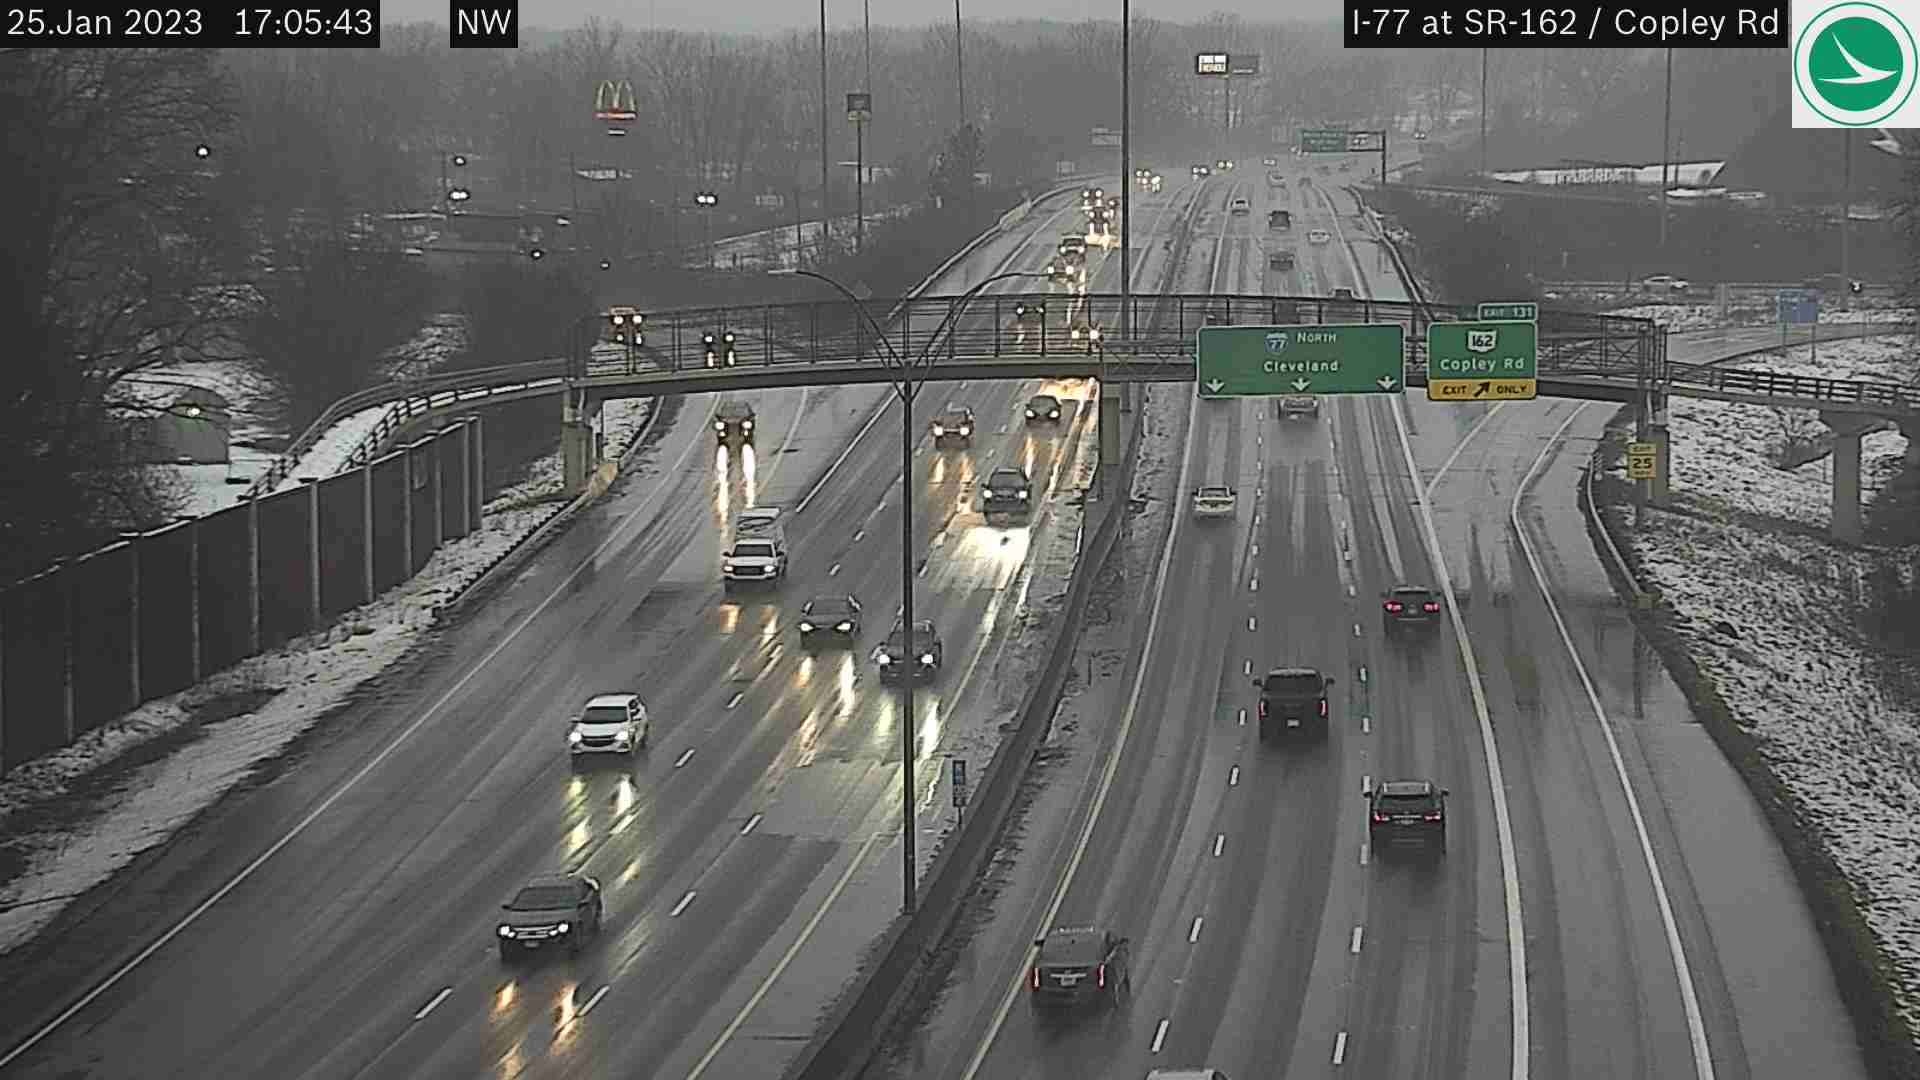 25.Jan 2023 17:05:43
NW
I-77 at SR-162 / Copley Rd
EXIT 131
77 NORTH
Cleveland
162
Copley Rd
EXIT ONLY
EXIT
25